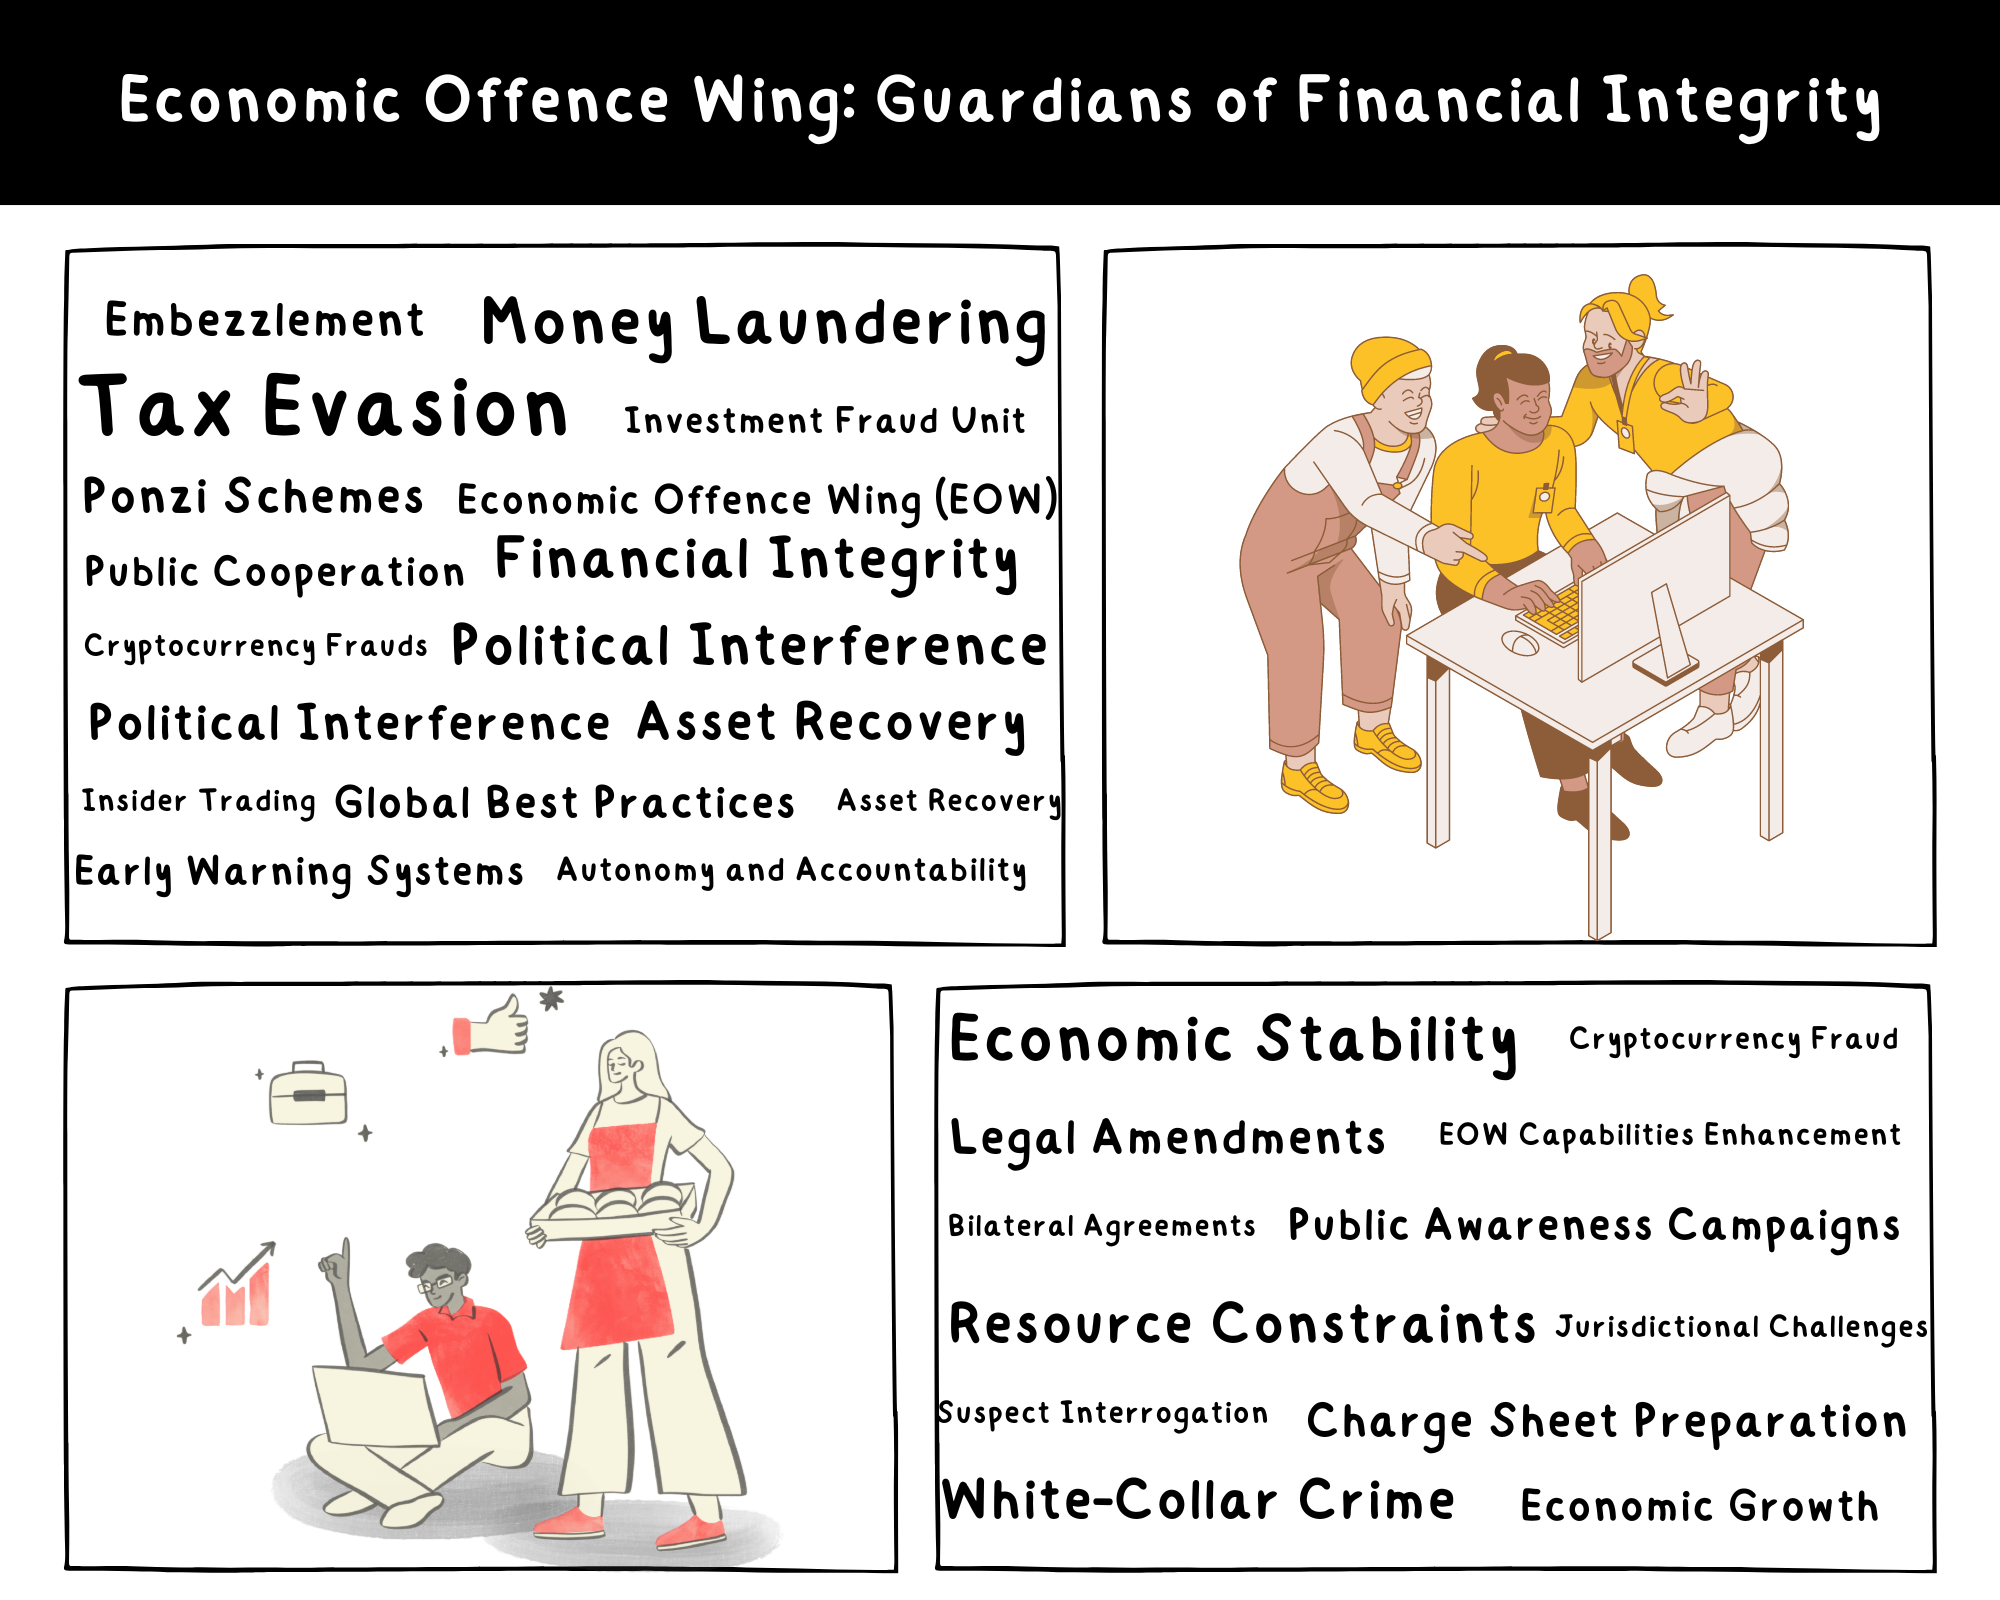 Economic Offence Wing: Guardians of Financial Integrity
Embezzlement Money Laundering
Tax Evasion Investment Fraud Unit
Ponzi Schemes Economic Offence Wing (EOW)
Public Cooperation Financial Integrity
Cryptocurrency Frauds Political Interference
Political Interference Asset Recovery
Insider Trading Global Best Practices Asset Recovery
Early Warning Systems Autonomy and Accountability
Economic Stability Cryptocurrency Fraud
Legal Amendments EOW Capabilities Enhancement
Bilateral Agreements Public Awareness Campaigns
Resource Constraints Jurisdictional Challenges
Suspect Interrogation Charge Sheet Preparation
White-Collar Crime Economic Growth